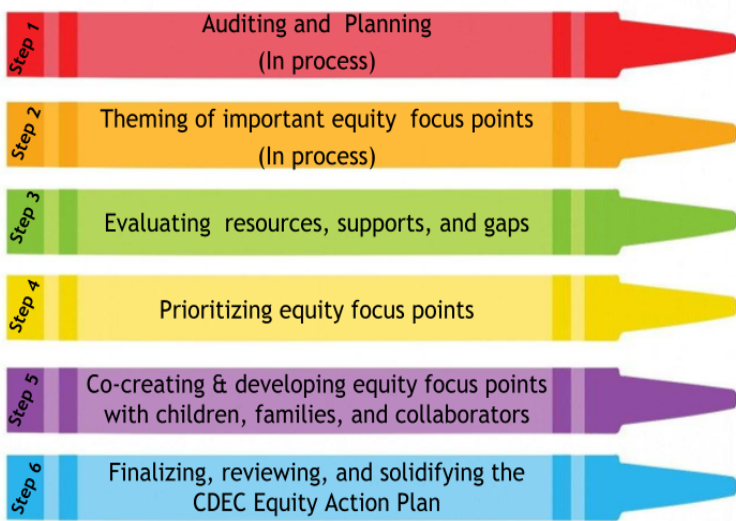 Step 1
Auditing and Planning
(In process)
Step 2
Theming of important equity focus points
(In process)
Step 3
Evaluating resources, supports, and gaps
Step 4
Prioritizing equity focus points
Step 5
Co-creating & developing equity focus points
with children, families, and collaborators
Step 6
Finalizing, reviewing, and solidifying the
CDEC Equity Action Plan